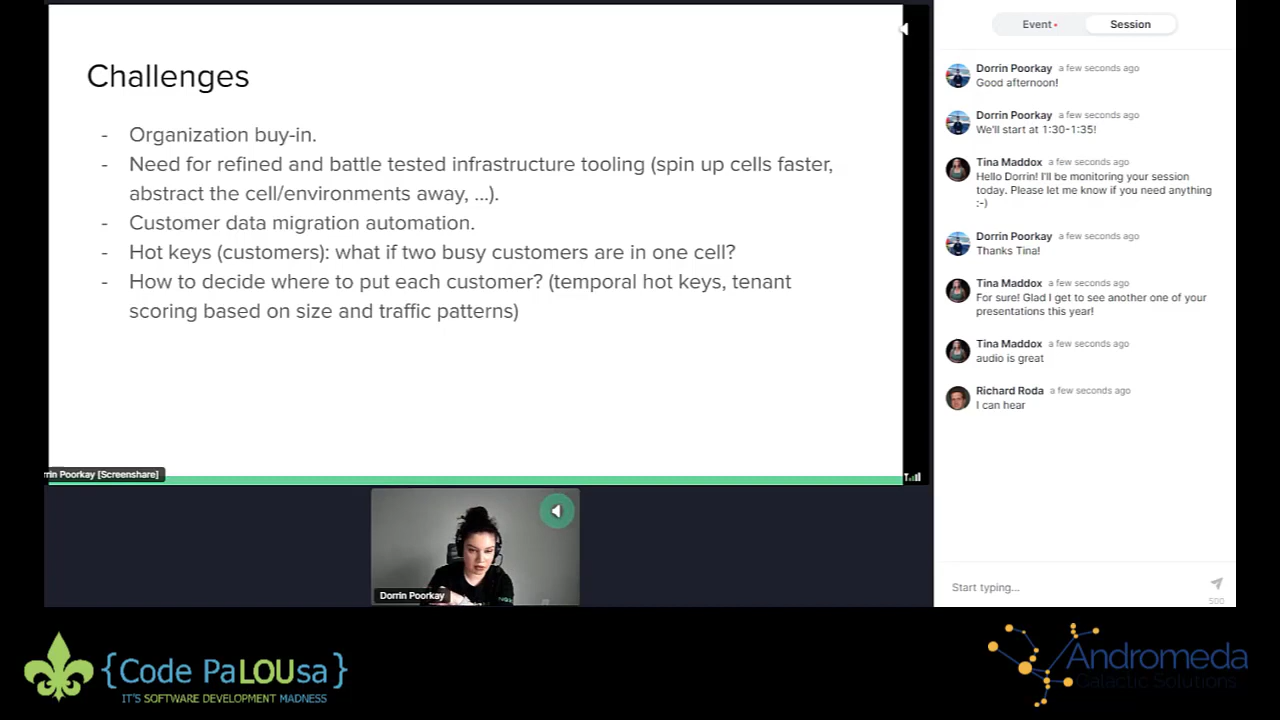 Challenges
- Organization buy-in.
- Need for refined and battle tested infrastructure tooling (spin up cells faster,
abstract the cell/environments away, ...).
- Customer data migration automation.
- Hot keys (customers): what if two busy customers are in one cell?
- How to decide where to put each customer? (temporal hot keys, tenant
scoring based on size and traffic patterns)
rrin Poorkay [Screenshare]
Dorrin Poorkay
Event
Session
Dorrin Poorkay a few seconds ago
Good afternoon!
Dorrin Poorkay a few seconds ago
We'll start at 1:30-1:35!
Tina Maddox a few seconds ago
Hello Dorrin! I'll be monitoring your session
today. Please let me know if you need anything
:-)
Dorrin Poorkay a few seconds ago
Thanks Tina!
Tina Maddox a few seconds ago
For sure! Glad I get to see another one of your
presentations this year!
Tina Maddox a few seconds ago
audio is great
Richard Roda a few seconds ago
I can hear
Start typing...
500
{Code PaLOUsa}
IT'S SOFTWARE DEVELOPMENT MADNESS
Andromeda
Galactic Solutions